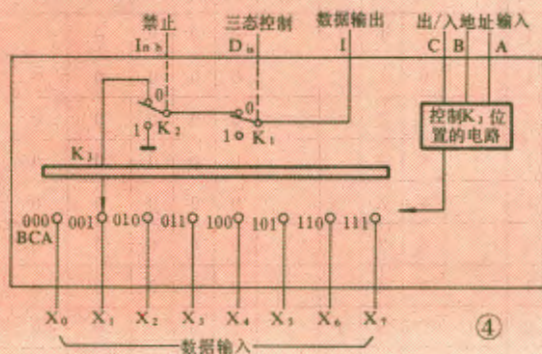 禁止 三态控制 数据输出 出/入地址输入
Inh Dis I C B A
0 0
1 K2 1 K1
控制K3位
置的电路
K3
000 001 010 011 100 101 110 111
BCA
X0 X1 X2 X3 X4 X5 X6 X7
数据输入
④